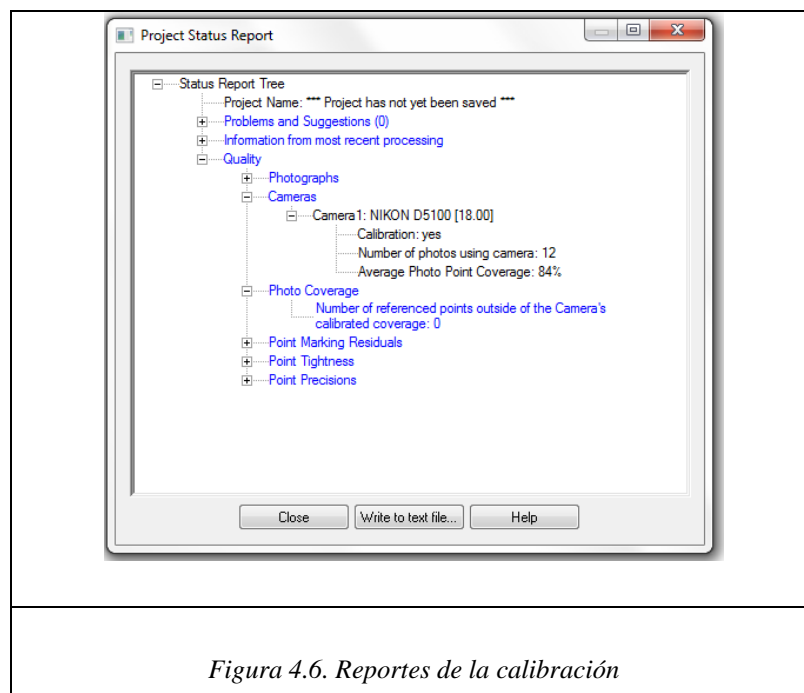 Project Status Report
Status Report Tree
Project Name: *** Project has not yet been saved ***
Problems and Suggestions (0)
Information from most recent processing
Quality
Photographs
Cameras
Camera1: NIKON D5100 [18.00]
Calibration: yes
Number of photos using camera: 12
Average Photo Point Coverage: 84%
Photo Coverage
Number of referenced points outside of the Camera's
calibrated coverage: 0
Point Marking Residuals
Point Tightness
Point Precisions
Close Write to text file... Help
Figura 4.6. Reportes de la calibración